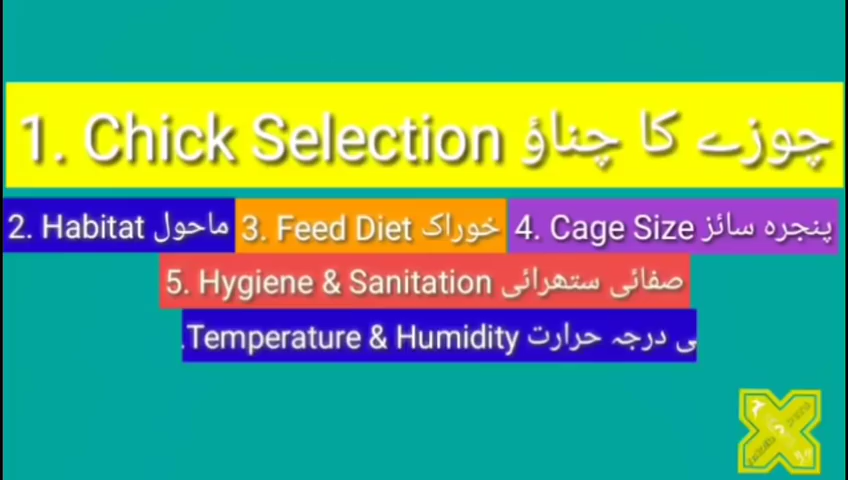 1. Chick Selection چوزے کا چناؤ
2. Habitat ماحول 3. Feed Diet خوراک 4. Cage Size پنجرہ سائز
5. Hygiene & Sanitation صفائی ستھرائی
.Temperature & Humidity ی درجہ حرارت